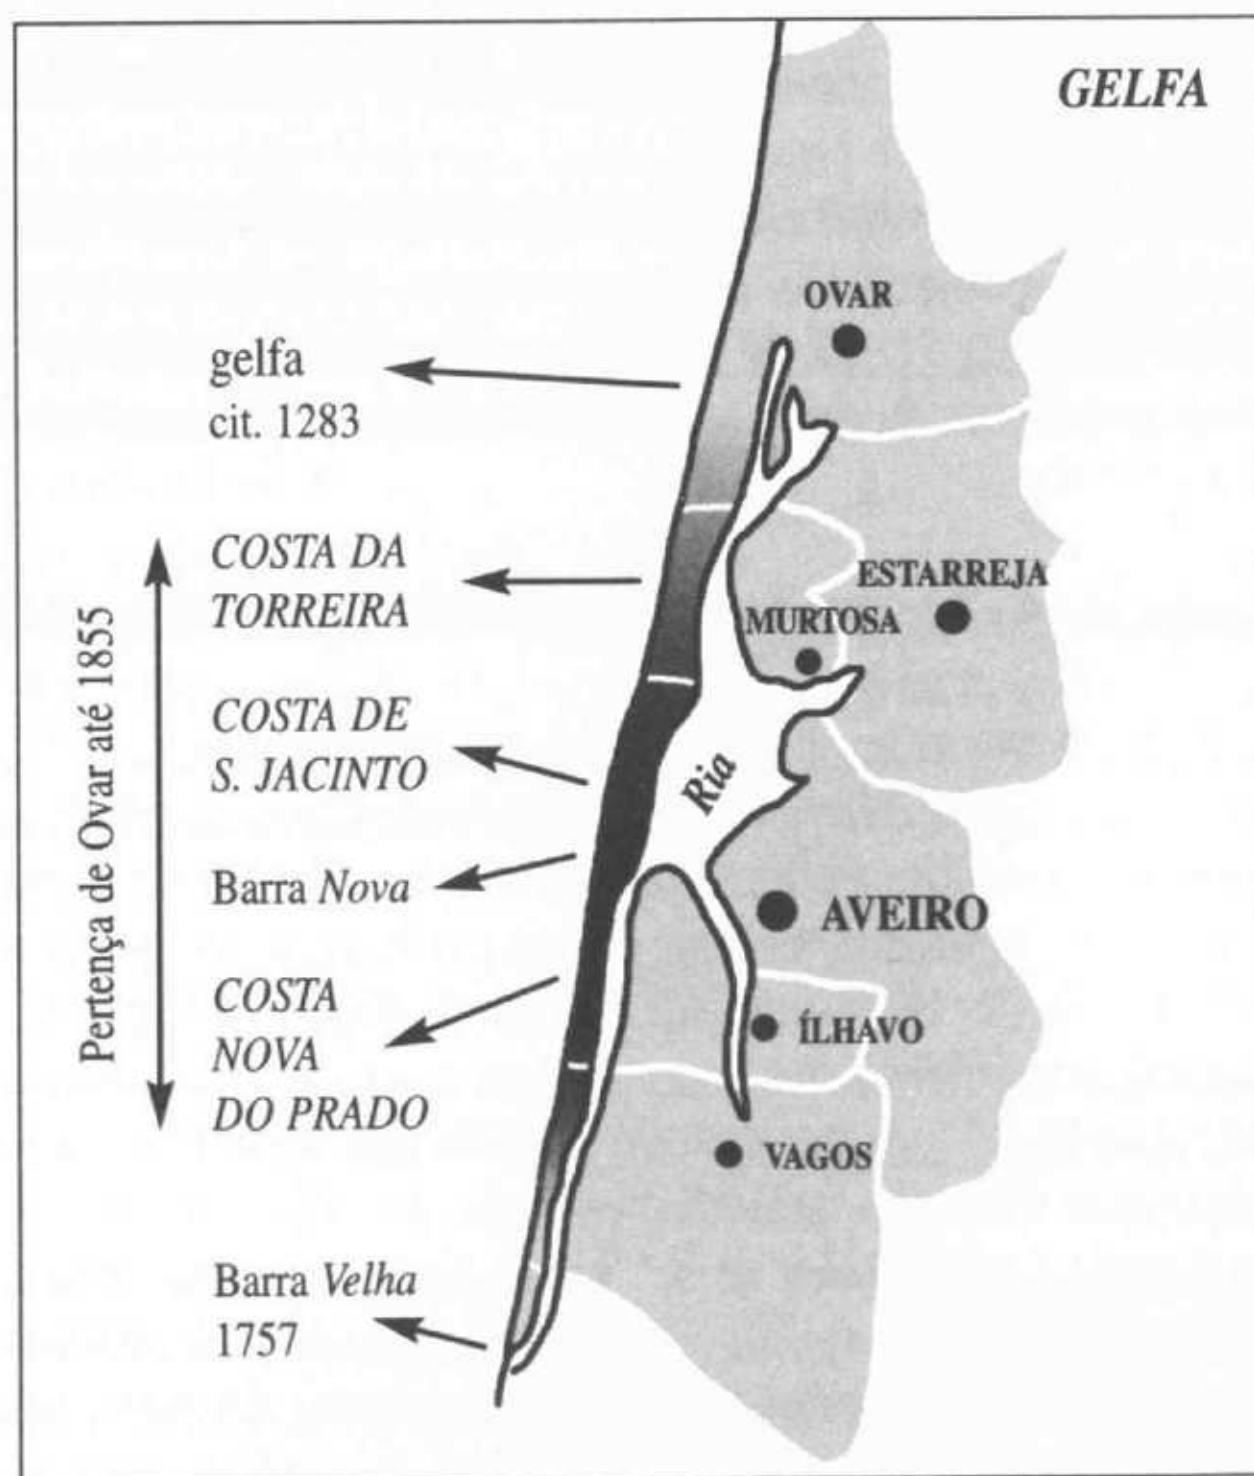 GELFA
OVAR
gelfa
cit. 1283
COSTA DA
TORREIRA
ESTARREJA
MURTOSA
Pertença de Ovar até 1855
COSTA DE
S. JACINTO
Ria
Barra Nova
AVEIRO
COSTA
NOVA
DO PRADO
ÍLHAVO
VAGOS
Barra Velha
1757